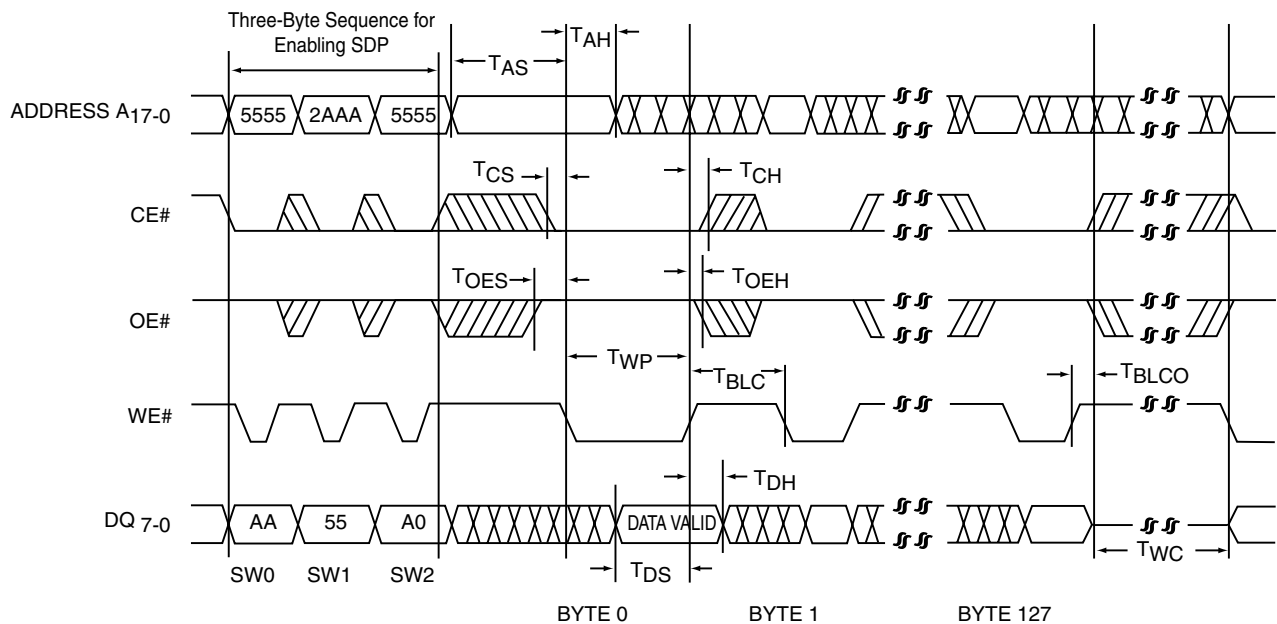 Three-Byte Sequence for
Enabling SDP
TAH
TAS
ADDRESS A17-0
5555
2AAA
5555
TCS
TCH
CE#
TOES
TOEH
OE#
TWP
TBLC
TBLCO
WE#
TDH
DQ 7-0
AA
55
A0
DATA VALID
TWC
SW0
SW1
SW2
TDS
BYTE 0
BYTE 1
BYTE 127